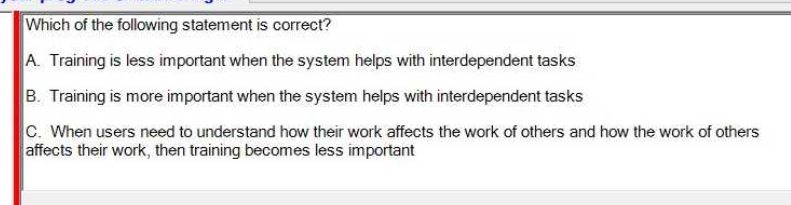 Which of the following statement is correct?
A. Training is less important when the system helps with interdependent tasks
B. Training is more important when the system helps with interdependent tasks
C. When users need to understand how their work affects the work of others and how the work of others
affects their work, then training becomes less important